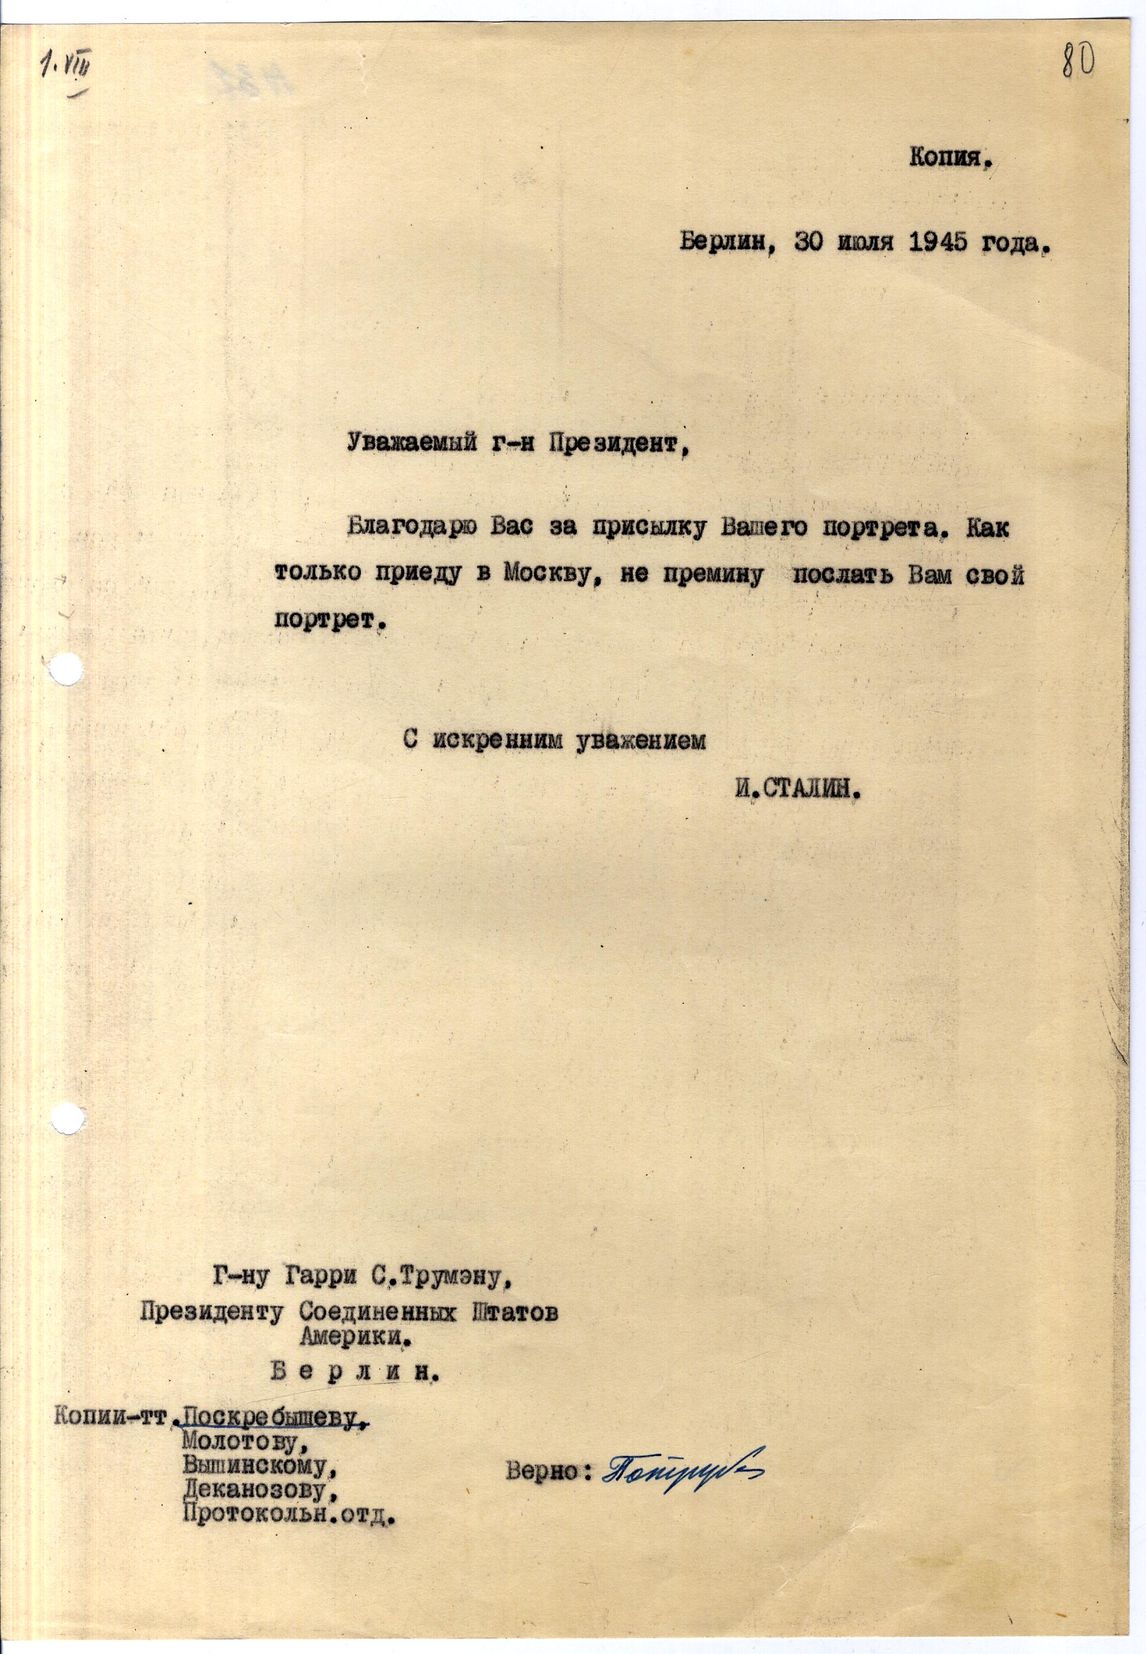 1.VIII
80
Копия.
Берлин, 30 июля 1945 года.
Уважаемый г-н Президент,
Благодарю Вас за присылку Вашего портрета. Как
только приеду в Москву, не премину послать Вам свой
портрет.
С искренним уважением
И.СТАЛИН.
Г-ну Гарри С.Трумэну,
Президенту Соединенных Штатов
Америки.
Б е р л и н.
Копии-тт.Поскребышеву,
Молотову,
Вышинскому,
Деканозову,
Протокольн.отд.
Верно: